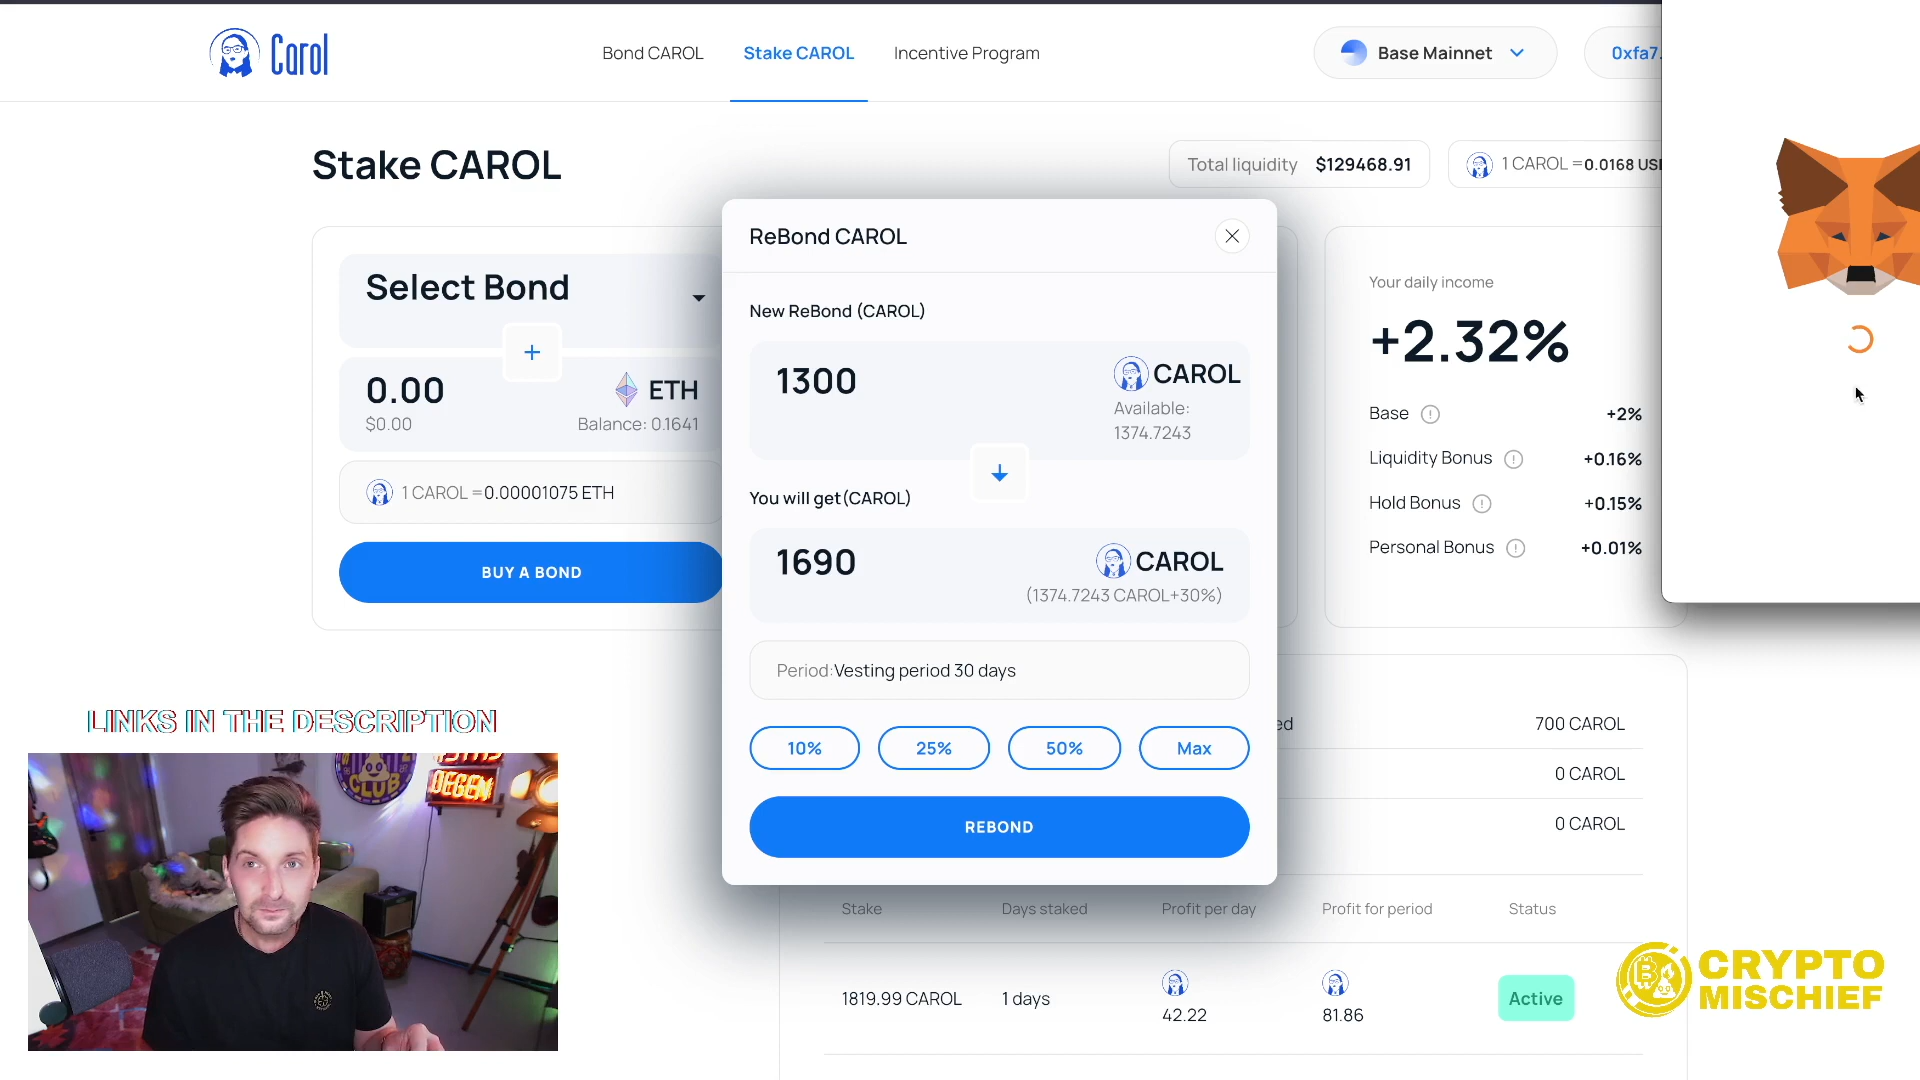 Carol
Bond CAROL
Stake CAROL
Incentive Program
Base Mainnet
0xfa7.
Stake CAROL
Total liquidity $129468.91
1 CAROL =0.0168 USD
Select Bond
+
0.00
ETH
$0.00
Balance: 0.1641
1 CAROL =0.00001075 ETH
BUY A BOND
ReBond CAROL
New ReBond (CAROL)
1300
CAROL
Available:
1374.7243
You will get(CAROL)
1690
CAROL
(1374.7243 CAROL+30%)
Period:Vesting period 30 days
10%
25%
50%
Max
REBOND
Your daily income
+2.32%
Base +2%
Liquidity Bonus +0.16%
Hold Bonus +0.15%
Personal Bonus +0.01%
ed 700 CAROL
0 CAROL
0 CAROL
Stake Days staked Profit per day Profit for period Status
1819.99 CAROL 1 days 42.22 81.86 Active
LINKS IN THE DESCRIPTION
CLUB
DEGEN
CRYPTO
MISCHIEF